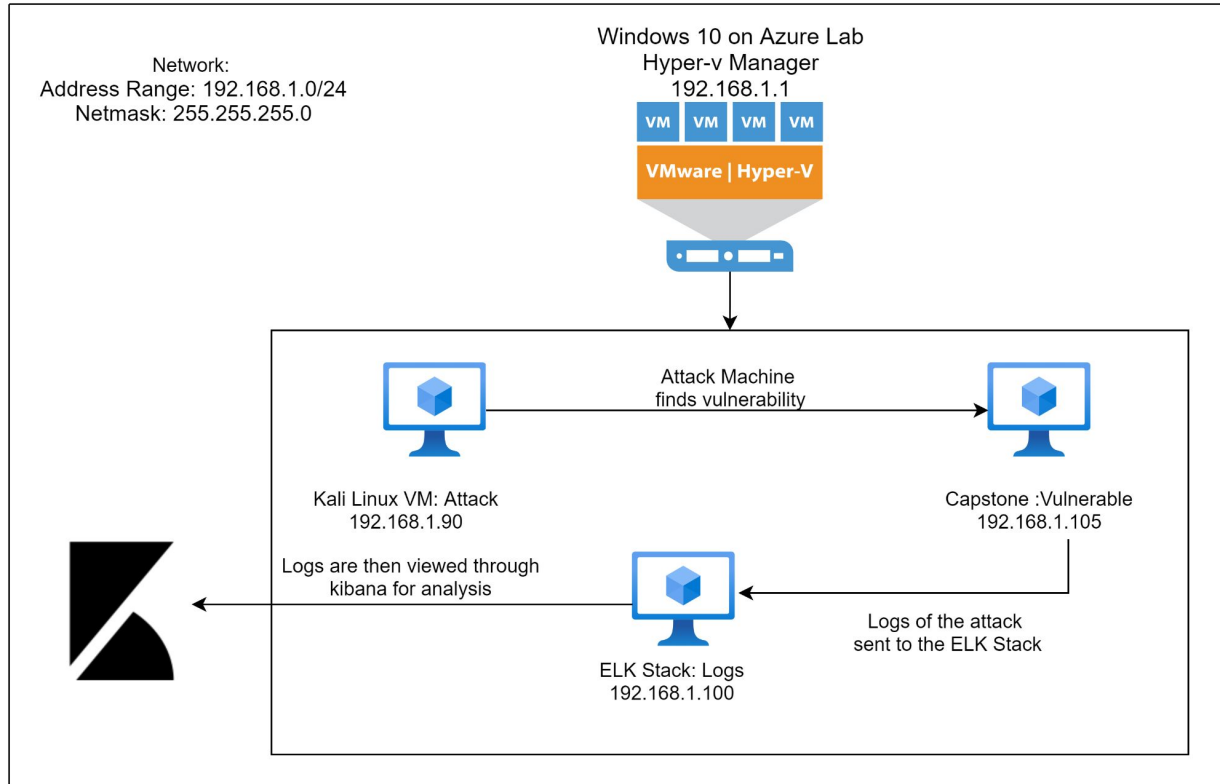 Network:
Address Range: 192.168.1.0/24
Netmask: 255.255.255.0
Windows 10 on Azure Lab
Hyper-v Manager
192.168.1.1
VM VM VM VM
VMware | Hyper-V
Attack Machine
finds vulnerability
Kali Linux VM: Attack
192.168.1.90
Capstone :Vulnerable
192.168.1.105
Logs are then viewed through
kibana for analysis
Logs of the attack
sent to the ELK Stack
ELK Stack: Logs
192.168.1.100